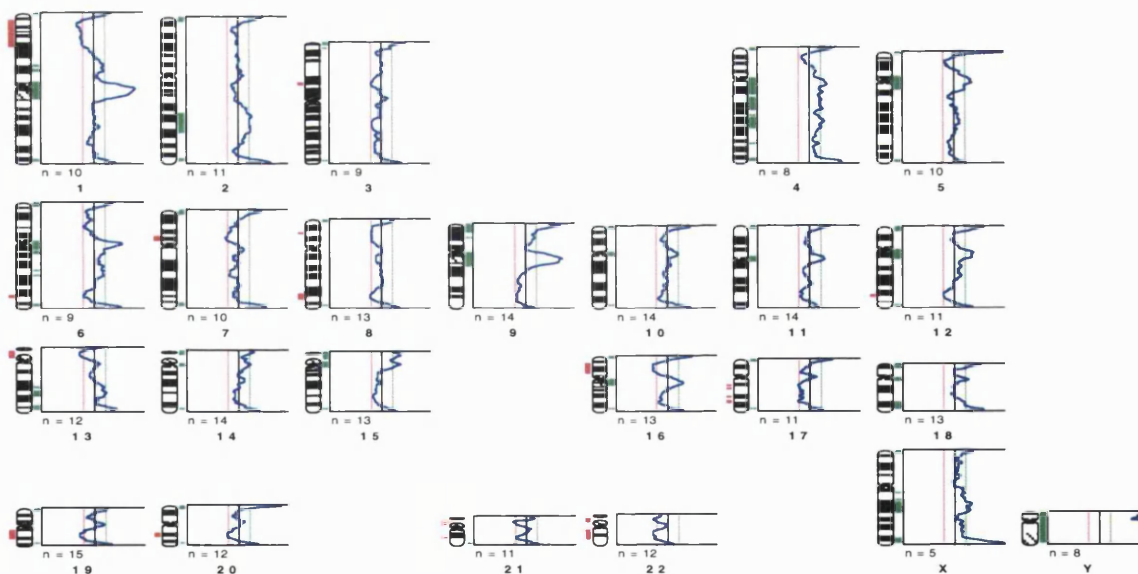 n = 10
1
n = 11
2
n = 9
3
n = 8
4
n = 10
5
n = 9
6
n = 10
7
n = 13
8
n = 14
9
n = 14
10
n = 14
11
n = 11
12
n = 12
13
n = 14
14
n = 13
15
n = 13
16
n = 11
17
n = 13
18
n = 15
19
n = 12
20
n = 11
21
n = 12
22
n = 5
X
n = 8
Y